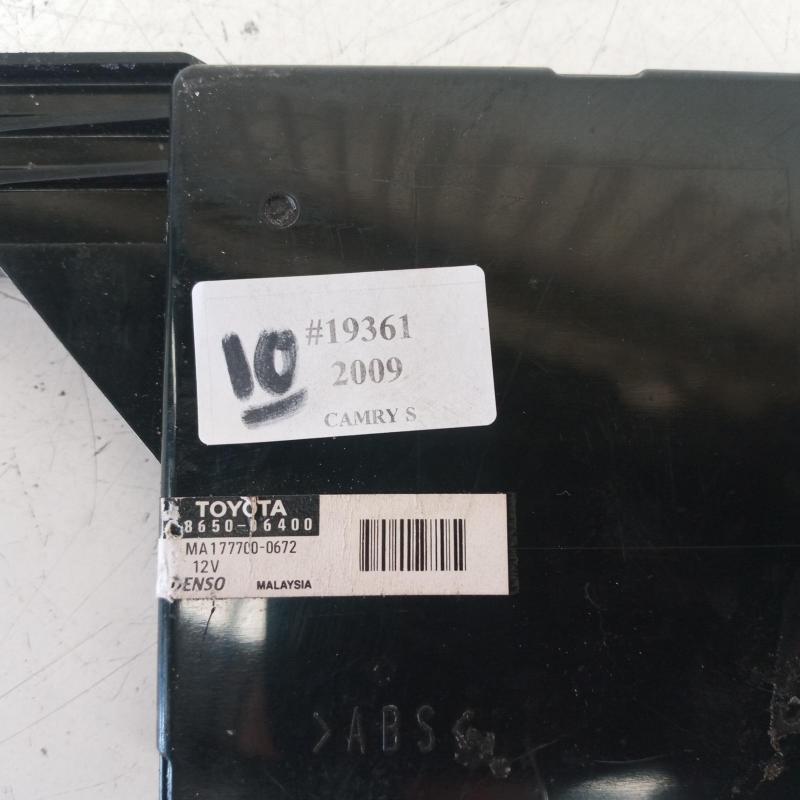 10
#19361
2009
CAMRY S
TOYOTA
8650-06400
MA177700-0672
12V
DENSO MALAYSIA
>ABS<